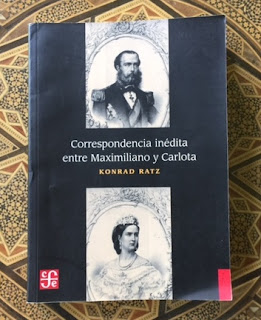 Correspondencia inédita
entre Maximiliano y Carlota
KONRAD RATZ